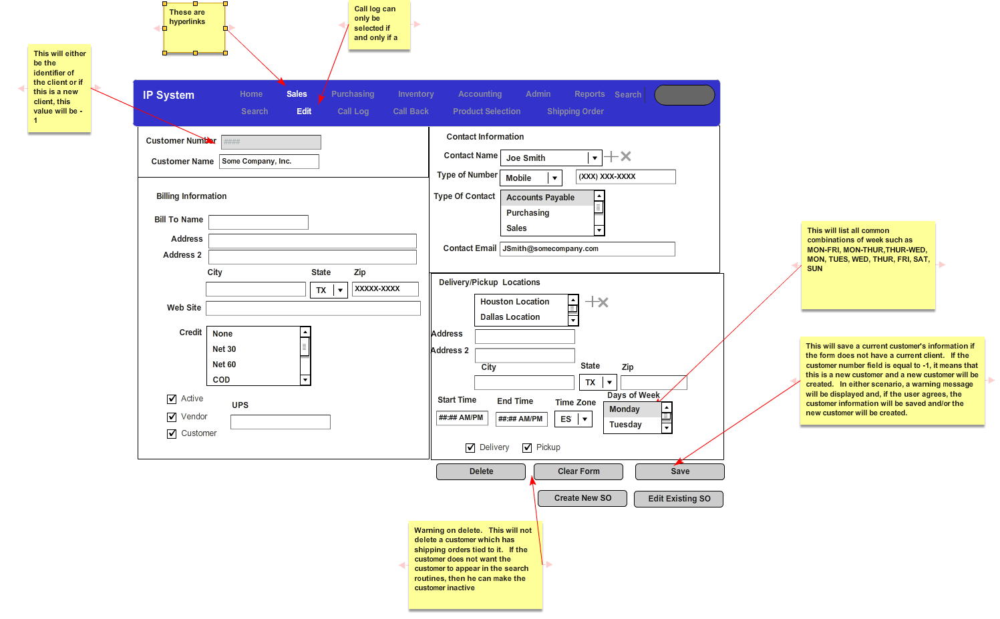 These are
hyperlinks
Call log can
only be
selected if
and only if a
This will either
be the
identifier of
the client or if
this is a new
client, this
value will be -
1
IP System
Home Sales Purchasing Inventory Accounting Admin Reports Search
Search Edit Call Log Call Back Product Selection Shipping Order
Customer Number ####
Customer Name Some Company, Inc.
Billing Information
Bill To Name
Address
Address 2
City State Zip
TX XXXXX-XXXX
Web Site
Credit None
Net 30
Net 60
COD
Active
Vendor
Customer
UPS
Contact Information
Contact Name Joe Smith
Type of Number Mobile (XXX) XXX-XXXX
Type Of Contact Accounts Payable
Purchasing
Sales
Contact Email JSmith@somecompany.com
Delivery/Pickup Locations
Houston Location
Dallas Location
Address
Address 2
City State Zip
TX
Start Time End Time Time Zone Days of Week
##:## AM/PM ##:## AM/PM ES Monday
Tuesday
Delivery Pickup
Delete Clear Form Save
Create New SO Edit Existing SO
This will list all common
combinations of week such as
MON-FRI, MON-THUR,THUR-WED,
MON, TUES, WED, THUR, FRI, SAT,
SUN
This will save a current customer's information if
the form does not have a current client. If the
customer number field is equal to -1, it means that
this is a new customer and a new customer will be
created. In either scenario, a warning message
will be displayed and, if the user agrees, the
customer information will be saved and/or the
new customer will be created.
Warning on delete. This will not
delete a customer which has
shipping orders tied to it. If the
customer does not want the
customer to appear in the search
routines, then he can make the
customer inactive